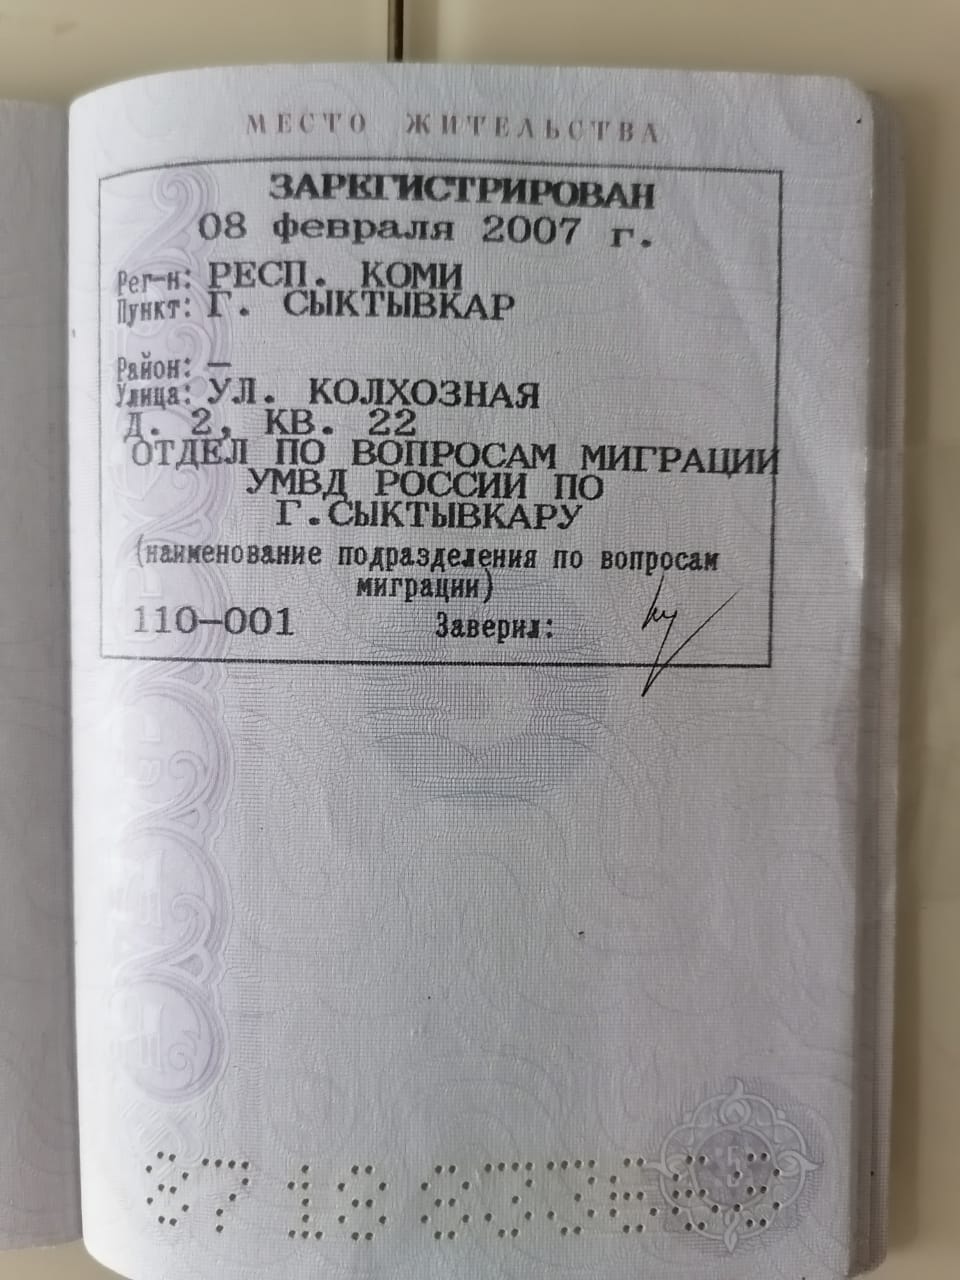 МЕСТО ЖИТЕЛЬСТВА
ЗАРЕГИСТРИРОВАН
08 февраля 2007 г.
Рег-н: РЕСП. КОМИ
Пункт: Г. СЫКТЫВКАР
Район: —
Улица: УЛ. КОЛХОЗНАЯ
Д. 2, КВ. 22
ОТДЕЛ ПО ВОПРОСАМ МИГРАЦИИ
УМВД РОССИИ ПО
Г.СЫКТЫВКАРУ
(наименование подразделения по вопросам
миграции)
110-001 Заверил: